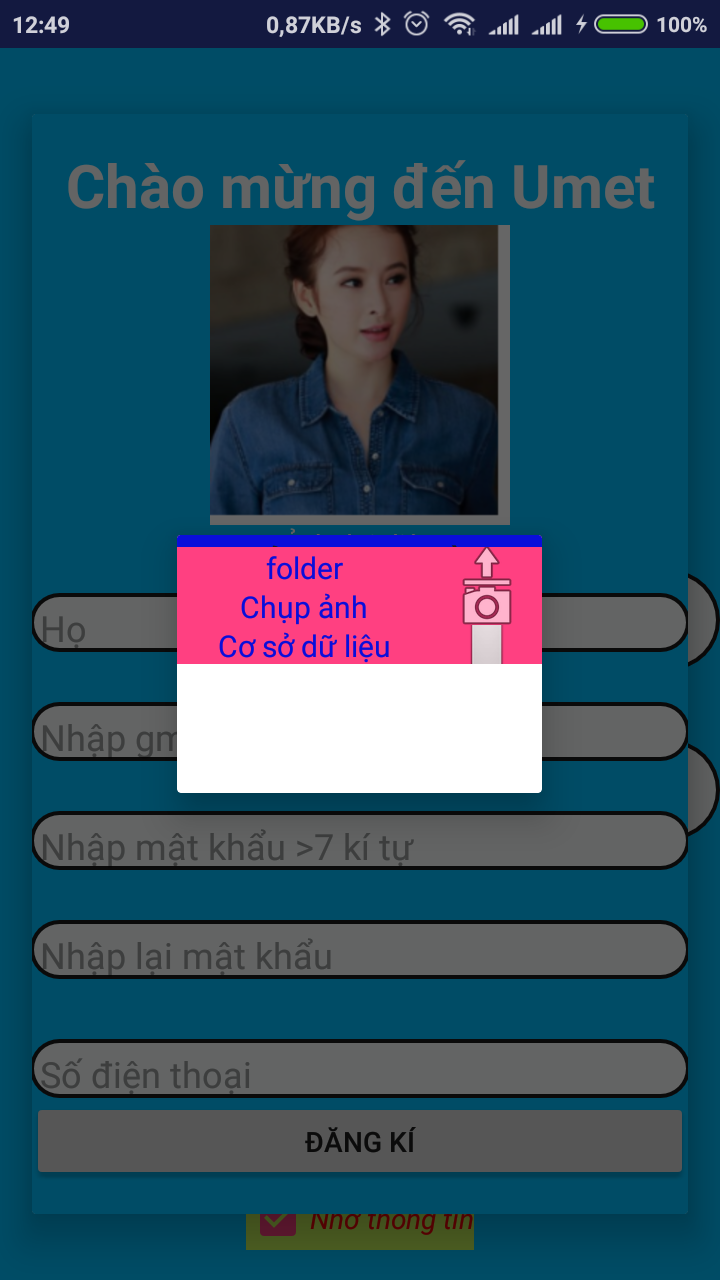 12:49 0,87KB/s 100%
Chào mừng đến Umet
folder
Chụp ảnh
Cơ sở dữ liệu
Họ
Nhập gm
Nhập mật khẩu >7 kí tự
Nhập lại mật khẩu
Số điện thoại
ĐĂNG KÍ
Nhớ thông tin